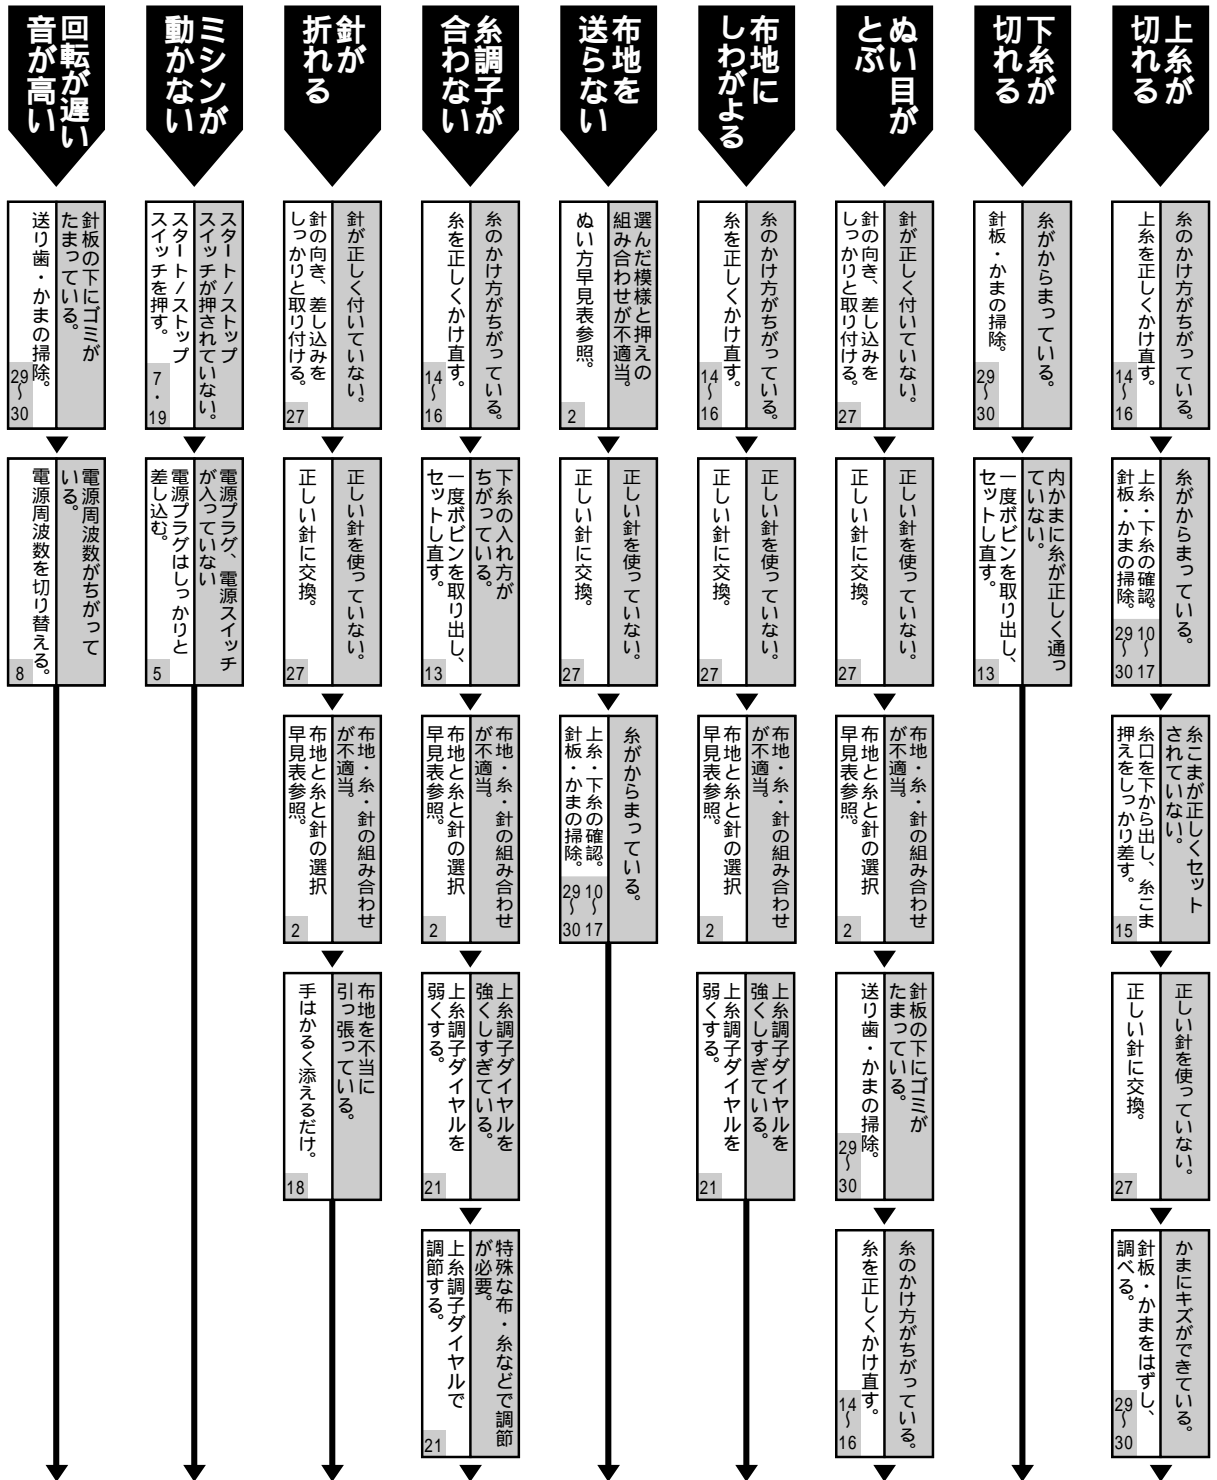 上糸が
切れる
糸のかけ方がちがっている。
上糸を正しくかけ直す。
14〜16
糸がからまっている。
上糸・下糸の確認。
針板・かまの掃除。
10〜17
29〜30
糸こまが正しくセット
されていない。
糸口を下から出し、糸こま
押えをしっかり差す。
15
正しい針を使っていない。
正しい針に交換。
27
かまにキズができている。
針板・かまをはずし、
調べる。
29〜30
下糸が
切れる
糸がからまっている。
針板・かまの掃除。
29〜30
内かまに糸が正しく通っ
ていない。
一度ボビンを取り出し、
セットし直す。
13
ぬい目が
とぶ
針が正しく付いていない。
針の向き、差し込みを
しっかりと取り付ける。
27
正しい針を使っていない。
正しい針に交換。
27
布地・糸・針の組み合わせ
が不適当。
布地と糸と針の選択
早見表参照。
2
針板の下にゴミが
たまっている。
送り歯・かまの掃除。
29〜30
糸のかけ方がちがっている。
糸を正しくかけ直す。
14〜16
布地に
しわがよる
糸のかけ方がちがっている。
糸を正しくかけ直す。
14〜16
正しい針を使っていない。
正しい針に交換。
27
布地・糸・針の組み合わせ
が不適当。
布地と糸と針の選択
早見表参照。
2
上糸調子ダイヤルを
強くしすぎている。
上糸調子ダイヤルを
弱くする。
21
布地を
送らない
選んだ模様と押えの
組み合わせが不適当。
ぬい方早見表参照。
2
正しい針を使っていない。
正しい針に交換。
27
糸がからまっている。
上糸・下糸の確認。
針板・かまの掃除。
10〜17
29〜30
糸調子が
合わない
糸のかけ方がちがっている。
糸を正しくかけ直す。
14〜16
下糸の入れ方が
ちがっている。
一度ボビンを取り出し、
セットし直す。
13
布地・糸・針の組み合わせ
が不適当。
布地と糸と針の選択
早見表参照。
2
上糸調子ダイヤルを
強くしすぎている。
上糸調子ダイヤルを
弱くする。
21
特殊な布・糸などで調節
が必要。
上糸調子ダイヤルで
調節する。
21
針が
折れる
針が正しく付いていない。
針の向き、差し込みを
しっかりと取り付ける。
27
正しい針を使っていない。
正しい針に交換。
27
布地・糸・針の組み合わせ
が不適当。
布地と糸と針の選択
早見表参照。
2
布地を不当に
引っ張っている。
手はかるく添えるだけ。
18
ミシンが
動かない
スタート/ストップ
スイッチが押されていない。
スタート/ストップ
スイッチを押す。
7・19
電源プラグ、電源スイッチ
が入っていない
電源プラグはしっかりと
差し込む。
5
回転が遅い
音が高い
針板の下にゴミが
たまっている。
送り歯・かまの掃除。
29〜30
電源周波数がちがって
いる。
電源周波数を切り替える。
8